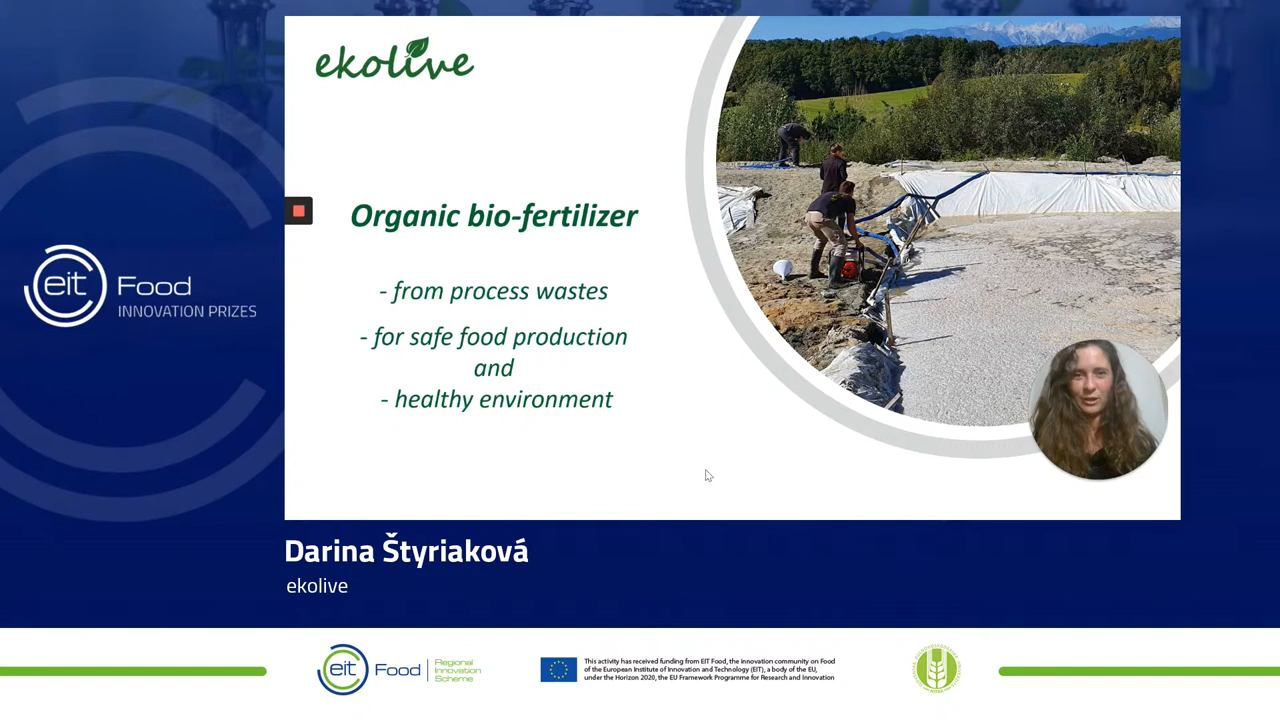 ekolive
Organic bio-fertilizer
- from process wastes
- for safe food production
and
- healthy environment
eit Food
INNOVATION PRIZES
Darina Štyriaková
ekolive
eit Food
Regional
Innovation
Scheme
This activity has received funding from EIT Food, the innovation community on Food
of the European Institute of Innovation and Technology (EIT), a body of the EU,
under the Horizon 2020, the EU Framework Programme for Research and Innovation